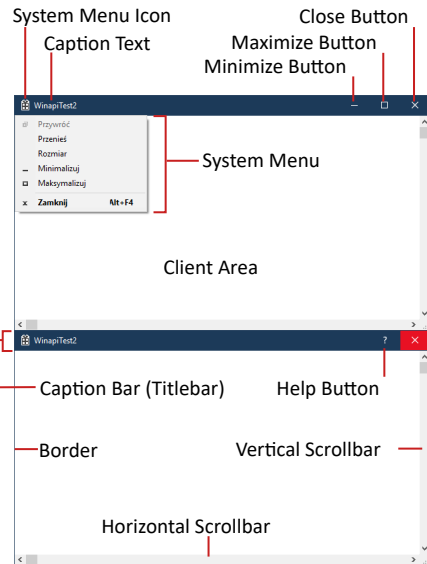 System Menu Icon
Close Button
Caption Text
Maximize Button
Minimize Button
WinapiTest2
Przywróć
Przenieś
Rozmiar
Minimalizuj
Maksymalizuj
x Zamknij Alt+F4
System Menu
Client Area
WinapiTest2 ?
Caption Bar (Titlebar)
Help Button
Border
Vertical Scrollbar
Horizontal Scrollbar